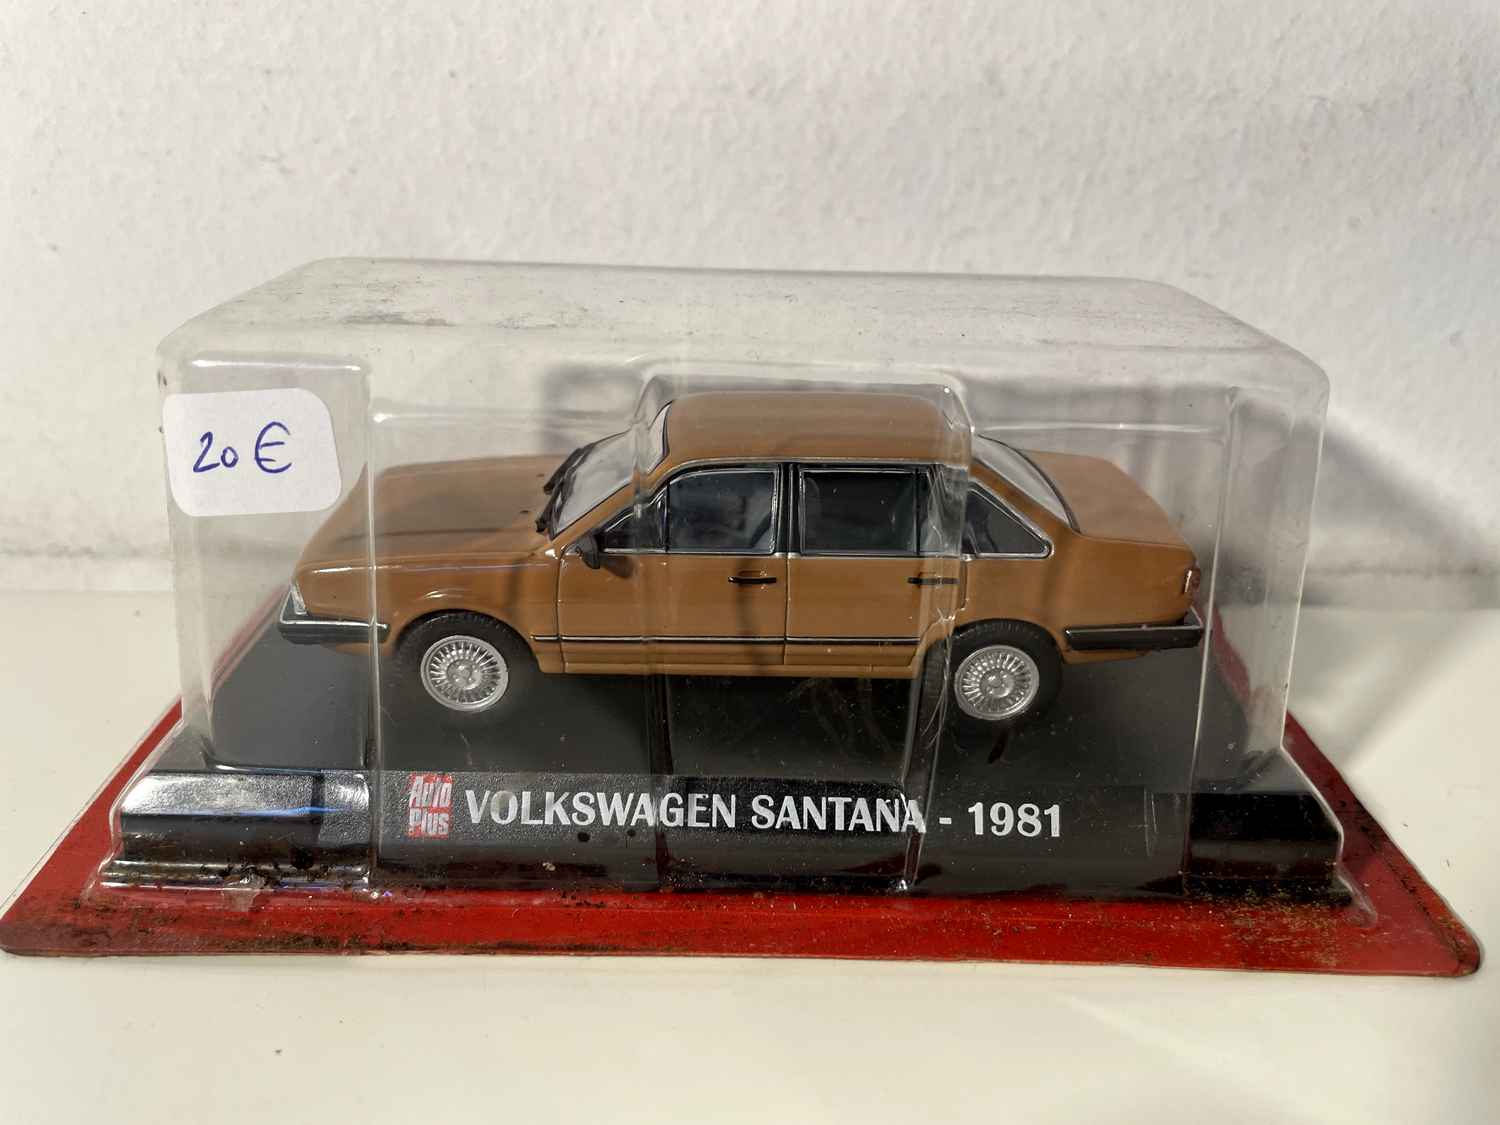 20 €
Auto
Plus
VOLKSWAGEN SANTANA - 1981